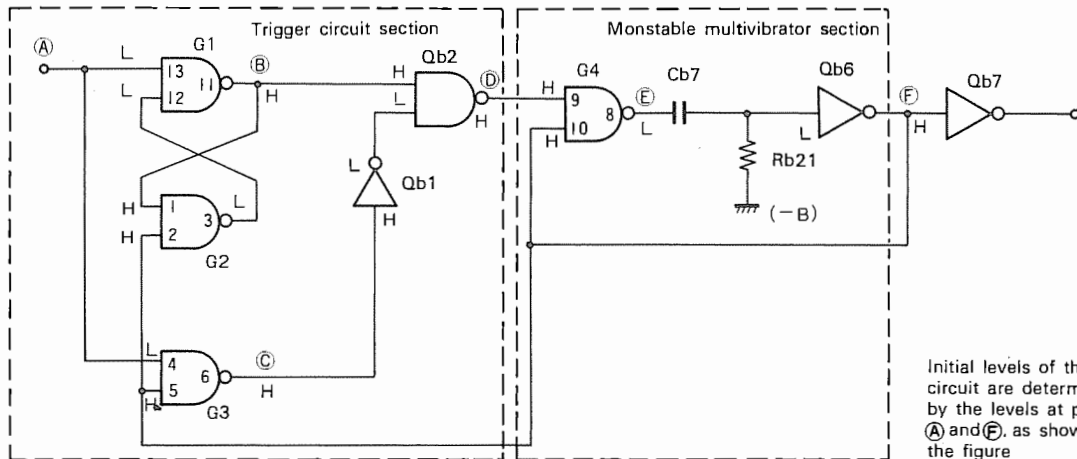 Trigger circuit section
Monstable multivibrator section
Ⓐ
L
G1
13
12
11
L
Ⓑ
H
Qb2
H
L
H
Ⓓ
G4
H
9
10
8
H
Ⓔ
L
Cb7
Rb21
(−B)
Qb6
L
Ⓕ
H
Qb7
L
Qb1
H
H
1
2
3
L
H
G2
L
4
5
6
H
G3
Ⓒ
H
Initial levels of th
circuit are determ
by the levels at p
Ⓐ and Ⓕ, as show
the figure